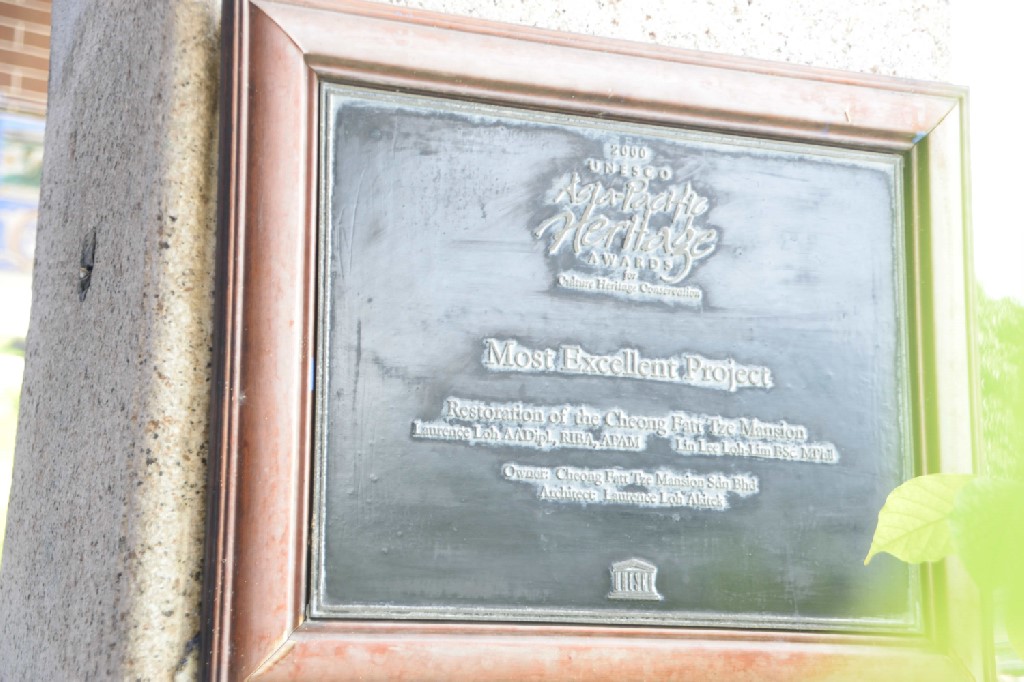 2000
UNESCO
Asia-Pacific
Heritage
AWARDS
for
Culture Heritage Conservation
Most Excellent Project
Restoration of the Cheong Fatt Tze Mansion
Laurence Loh AADipl, RIBA, APAM Lin Lee Loh-Lim BSc. MPhil
Owner: Cheong Fatt Tze Mansion Sdn Bhd
Architect: Laurence Loh Akitek